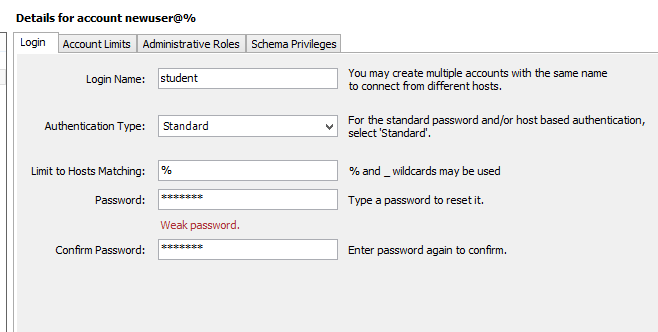 Details for account newuser@%
Login Account Limits Administrative Roles Schema Privileges
Login Name: student You may create multiple accounts with the same name
to connect from different hosts.
Authentication Type: Standard For the standard password and/or host based authentication,
select 'Standard'.
Limit to Hosts Matching: % % and _ wildcards may be used
Password: ******* Type a password to reset it.
Weak password.
Confirm Password: ******* Enter password again to confirm.